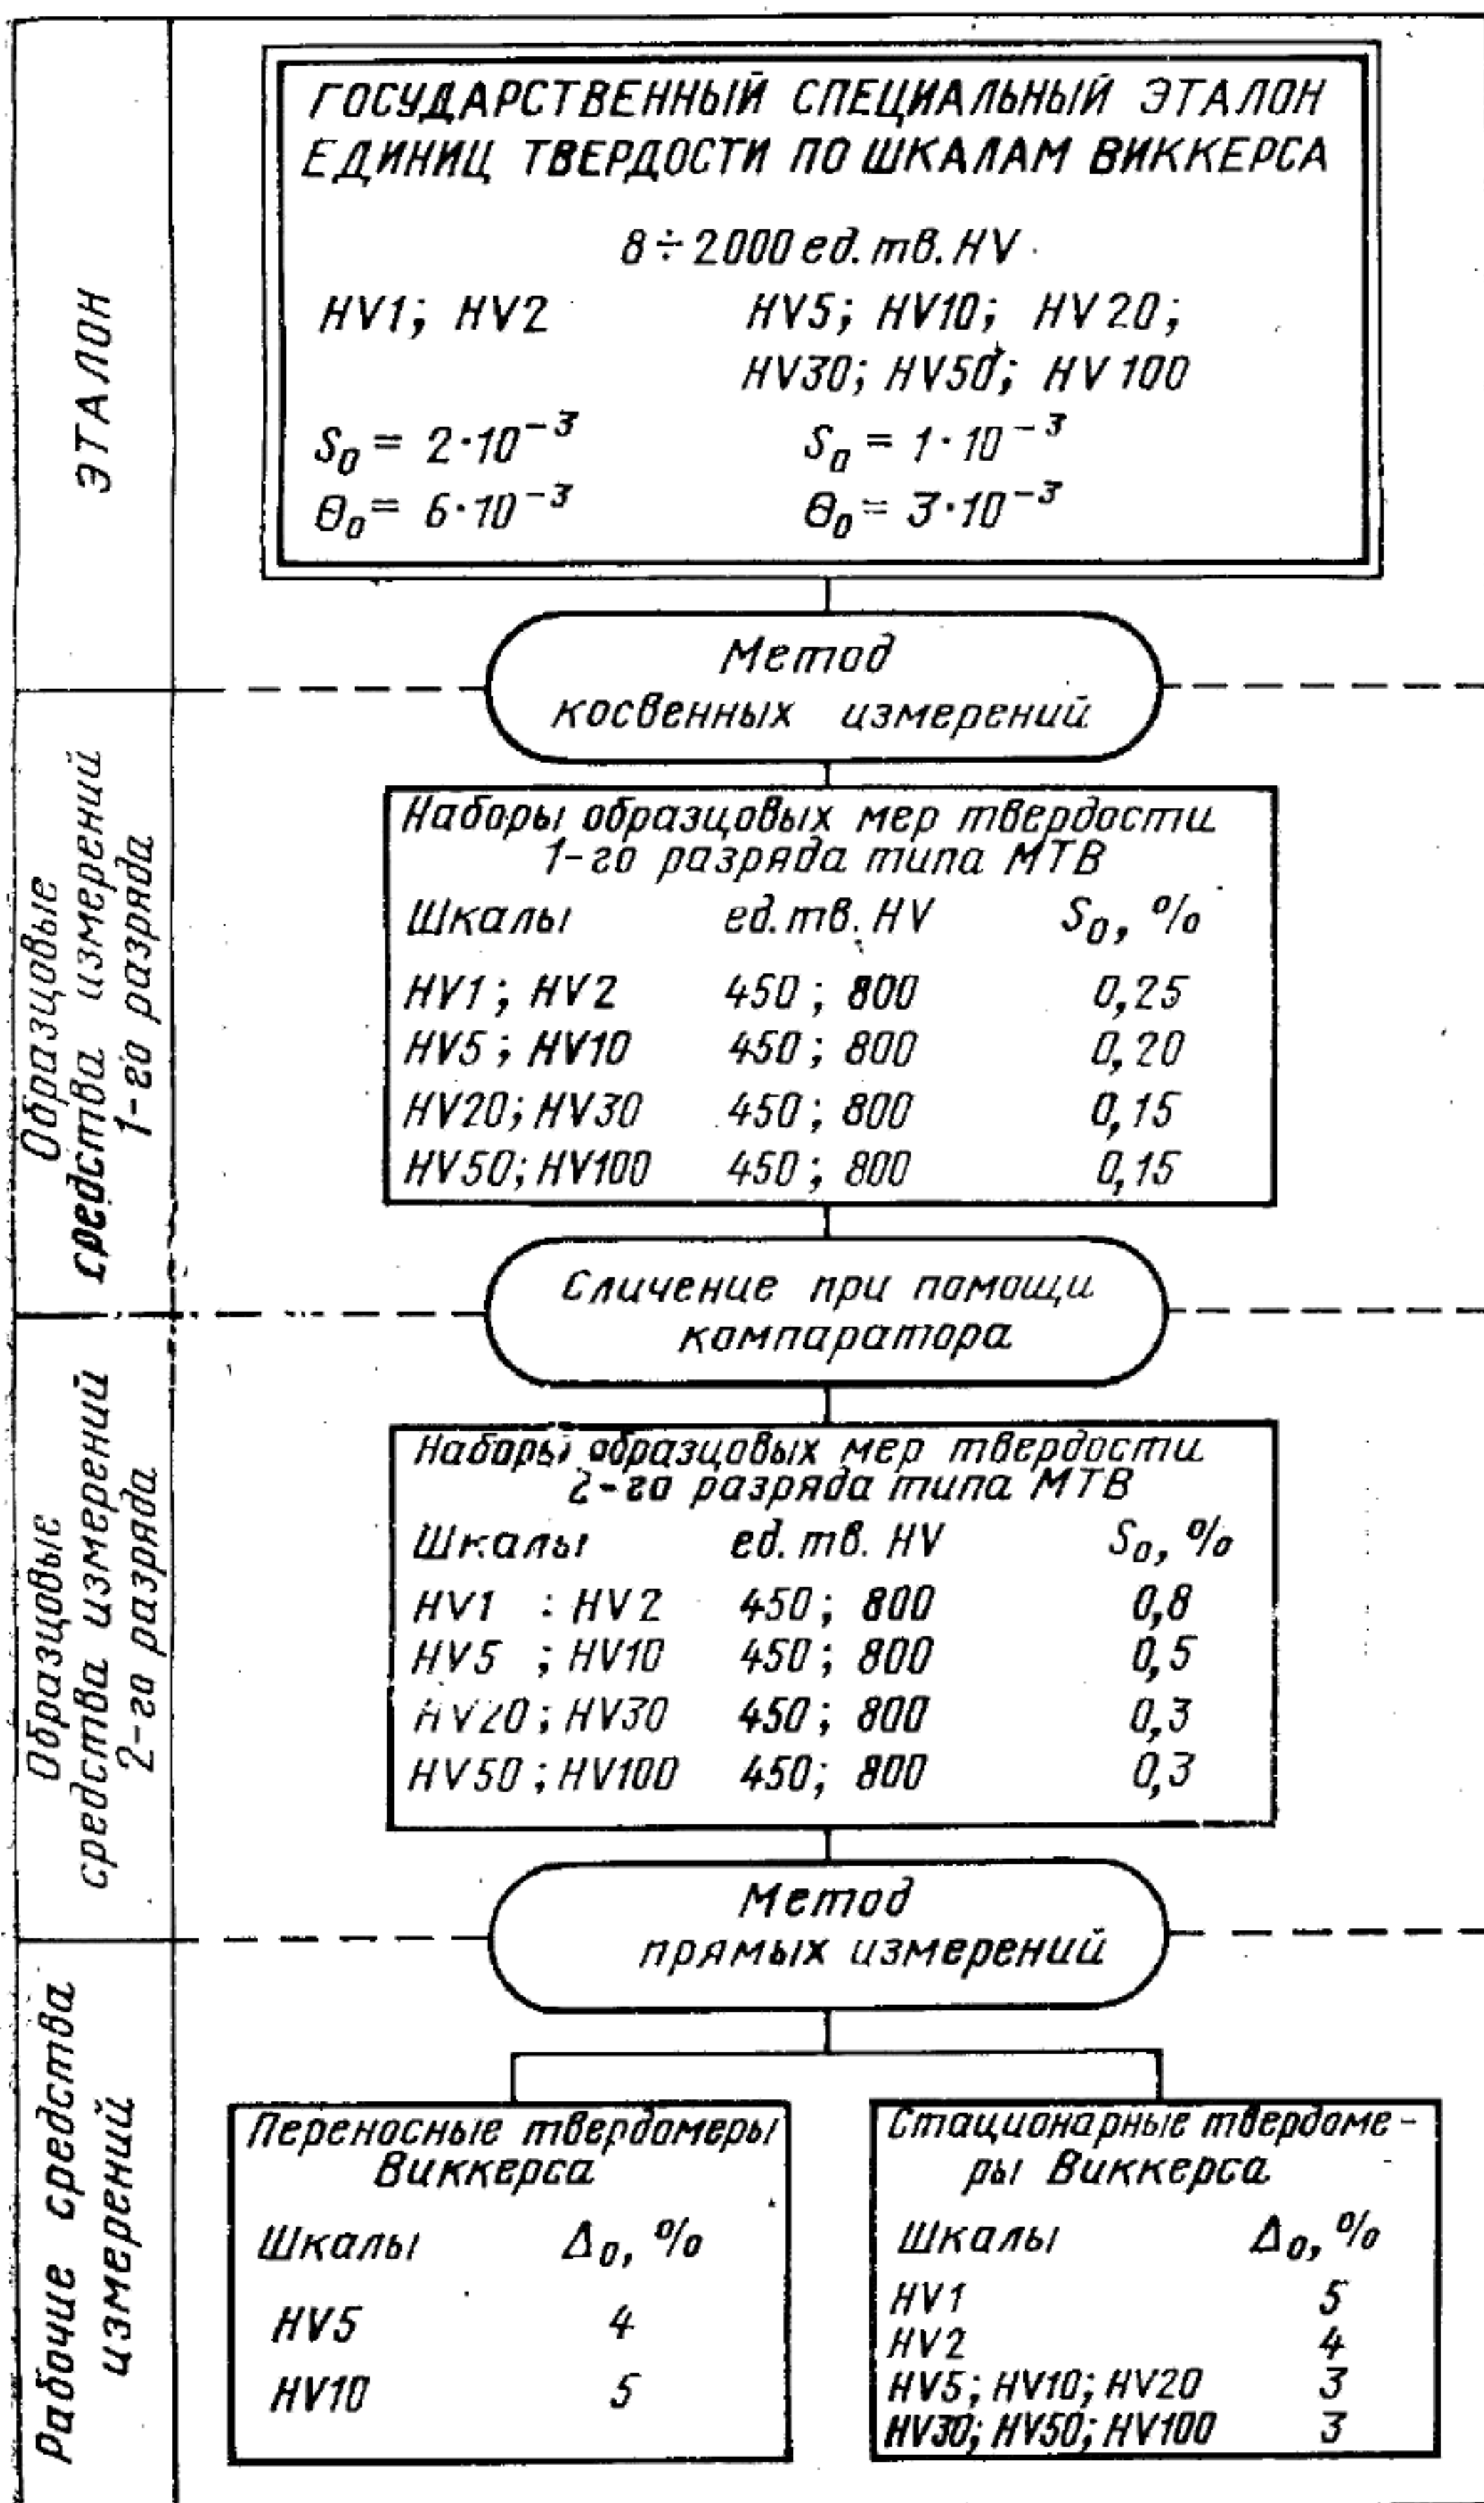 ЭТАЛОН
ГОСУДАРСТВЕННЫЙ СПЕЦИАЛЬНЫЙ ЭТАЛОН
ЕДИНИЦ ТВЕРДОСТИ ПО ШКАЛАМ ВИККЕРСА
8÷2000 ед. тв. HV
HV1; HV2 HV5; HV10; HV20;
HV30; HV50; HV100
S₀ = 2·10⁻³ S₀ = 1·10⁻³
Θ₀ = 6·10⁻³ Θ₀ = 3·10⁻³
Метод
косвенных измерений
Образцовые
средства измерений
1-го разряда
Наборы образцовых мер твердости
1-го разряда типа МТВ
Шкалы ед. тв. HV S₀, %
HV1; HV2 450; 800 0,25
HV5; HV10 450; 800 0,20
HV20; HV30 450; 800 0,15
HV50; HV100 450; 800 0,15
Сличение при помощи
компаратора
Образцовые
средства измерений
2-го разряда
Наборы образцовых мер твердости
2-го разряда типа МТВ
Шкалы ед. тв. HV S₀, %
HV1 : HV2 450; 800 0,8
HV5 ; HV10 450; 800 0,5
HV20; HV30 450; 800 0,3
HV50; HV100 450; 800 0,3
Метод
прямых измерений
Рабочие средства
измерений
Переносные твердомеры
Виккерса
Шкалы Δ₀, %
HV5 4
HV10 5
Стационарные твердоме-
ры Виккерса
Шкалы Δ₀, %
HV1 5
HV2 4
HV5; HV10; HV20 3
HV30; HV50; HV100 3